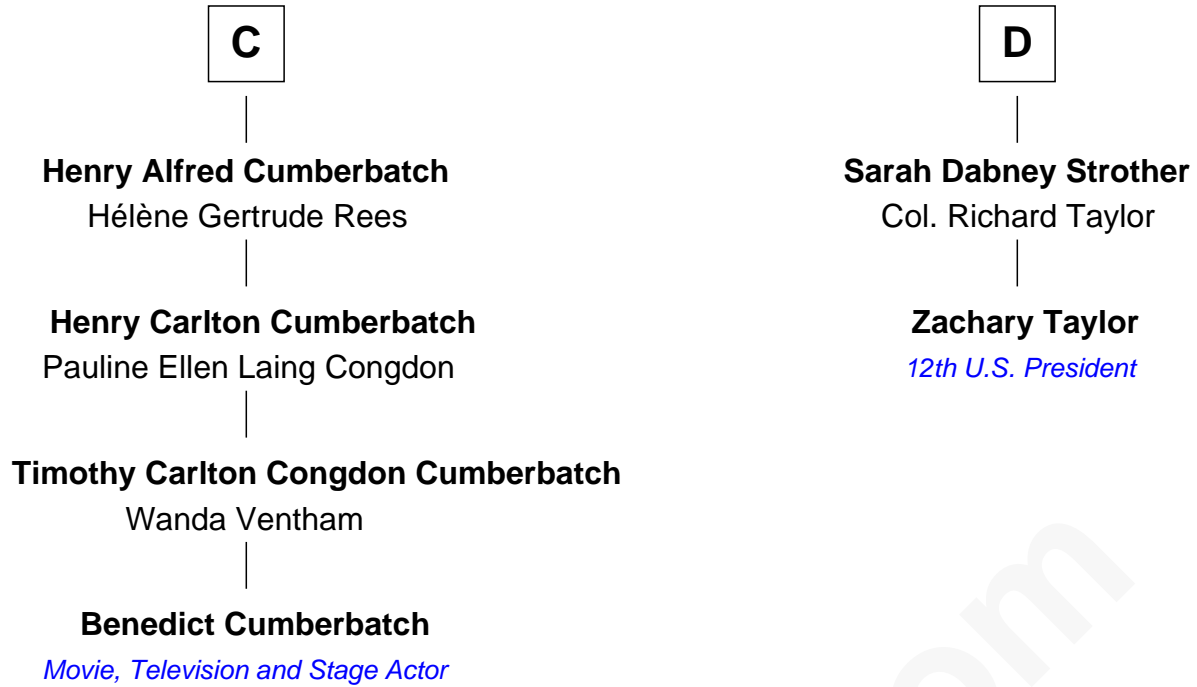 C
Henry Alfred Cumberbatch
Hélène Gertrude Rees
Henry Carlton Cumberbatch
Pauline Ellen Laing Congdon
Timothy Carlton Congdon Cumberbatch
Wanda Ventham
Benedict Cumberbatch
Movie, Television and Stage Actor
D
Sarah Dabney Strother
Col. Richard Taylor
Zachary Taylor
12th U.S. President
om